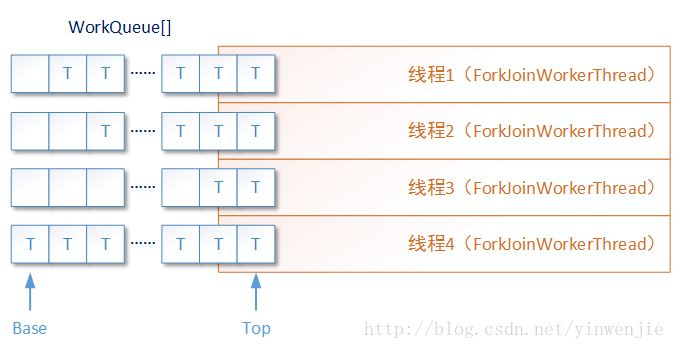 WorkQueue[]
T T ...... T T T 线程1（ForkJoinWorkerThread）
T ...... T T T 线程2（ForkJoinWorkerThread）
...... T T 线程3（ForkJoinWorkerThread）
T T T ...... T T T 线程4（ForkJoinWorkerThread）
Base Top http://blog.csdn.net/yinwenjie